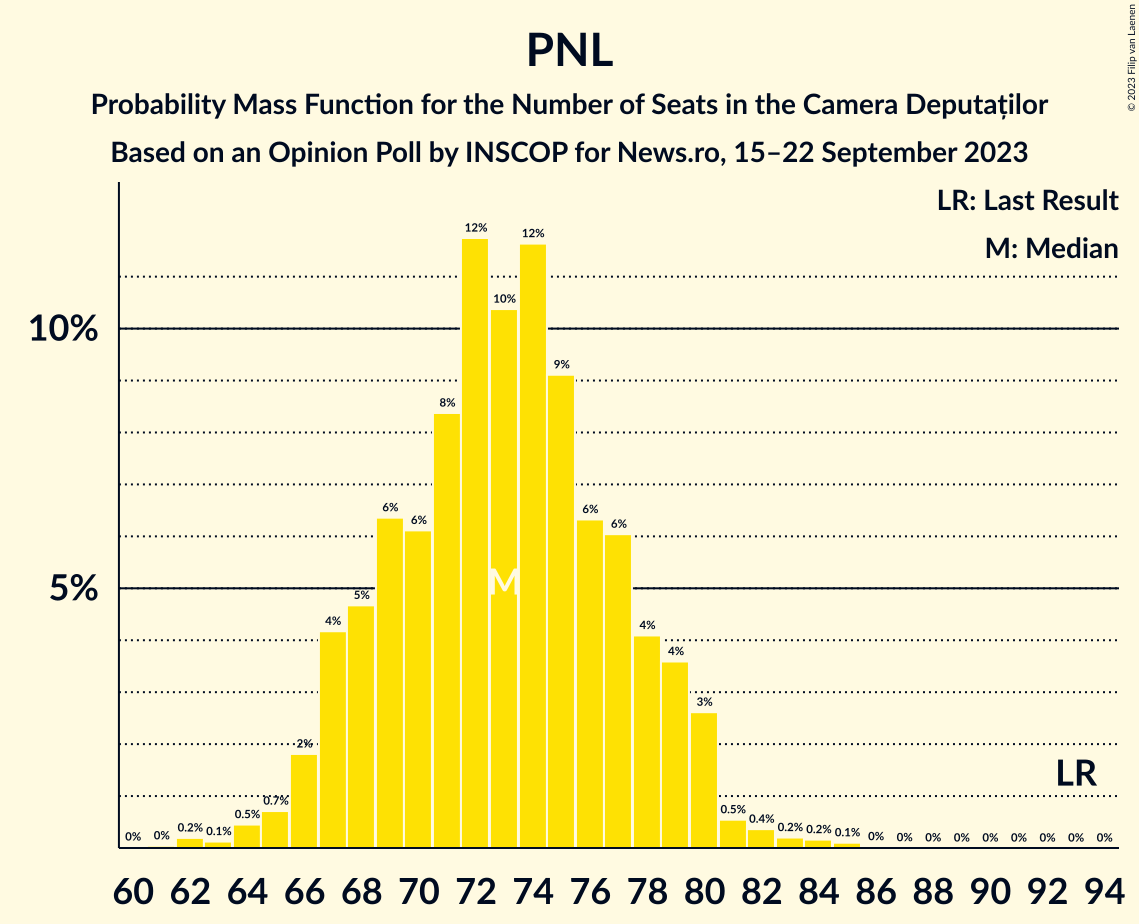 PNL
Probability Mass Function for the Number of Seats in the Camera Deputaților
Based on an Opinion Poll by INSCOP for News.ro, 15–22 September 2023
© 2023 Filip van Laenen
LR: Last Result
M: Median
10%
5%
0% 0% 0.2% 0.1% 0.5% 0.7% 2% 4% 5% 6% 6% 8% 12% 10% 12% 9% 6% 6% 4% 4% 3% 0.5% 0.4% 0.2% 0.2% 0.1% 0% 0% 0% 0% 0% 0% 0% 0% 0%
M
LR
60 62 64 66 68 70 72 74 76 78 80 82 84 86 88 90 92 94